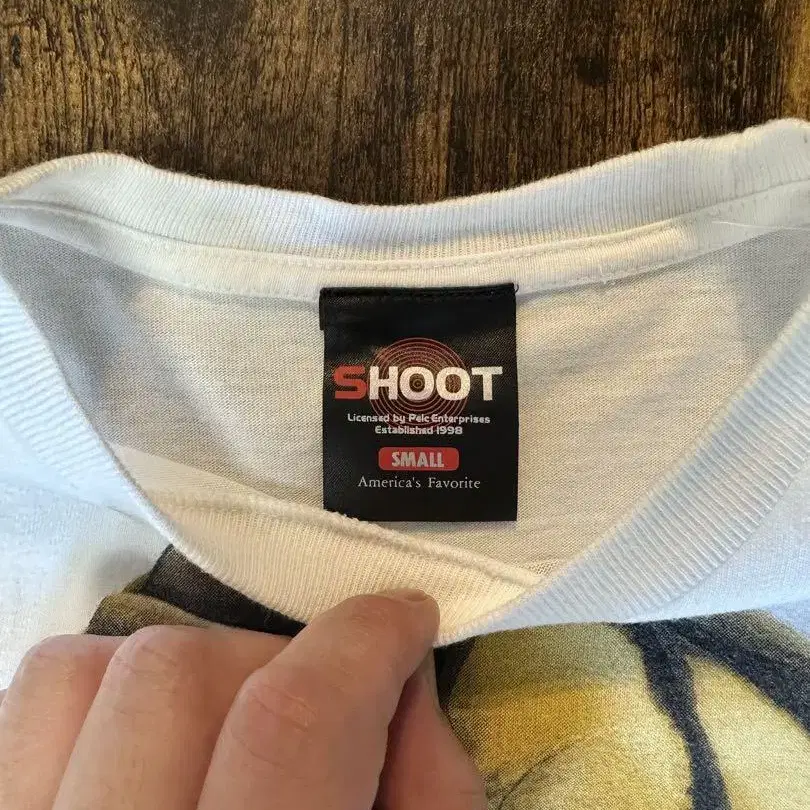 SHOOT
Licensed by Pelc Enterprises
Established 1998
SMALL
America's Favorite